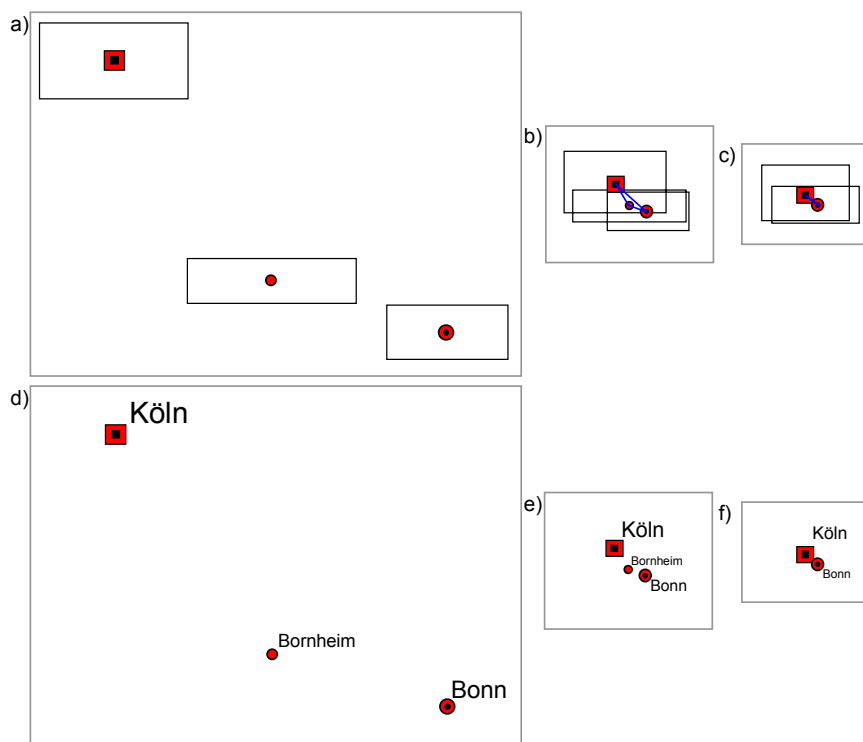 a)
b)
c)
d)
Köln
Bornheim
Bonn
e)
Köln
Bornheim
Bonn
f)
Köln
Bonn